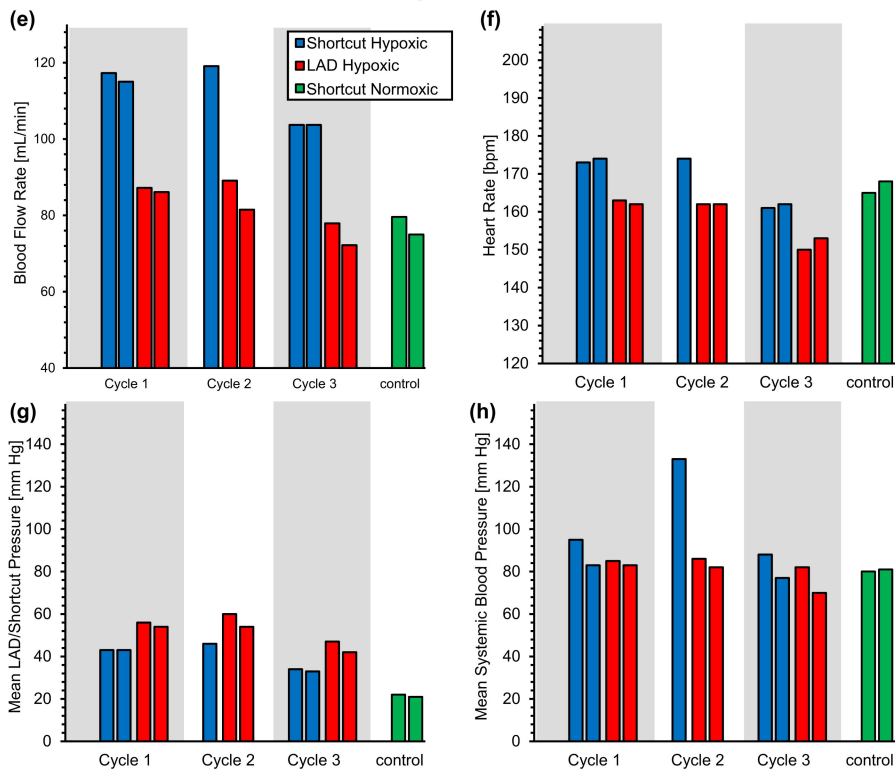 (e)
Blood Flow Rate [mL/min]
120
100
80
60
40
Shortcut Hypoxic
LAD Hypoxic
Shortcut Normoxic
Cycle 1 Cycle 2 Cycle 3 control
(f)
Heart Rate [bpm]
200
190
180
170
160
150
140
130
120
Cycle 1 Cycle 2 Cycle 3 control
(g)
Mean LAD/Shortcut Pressure [mm Hg]
140
120
100
80
60
40
20
0
Cycle 1 Cycle 2 Cycle 3 control
(h)
Mean Systemic Blood Pressure [mm Hg]
140
120
100
80
60
40
20
0
Cycle 1 Cycle 2 Cycle 3 control